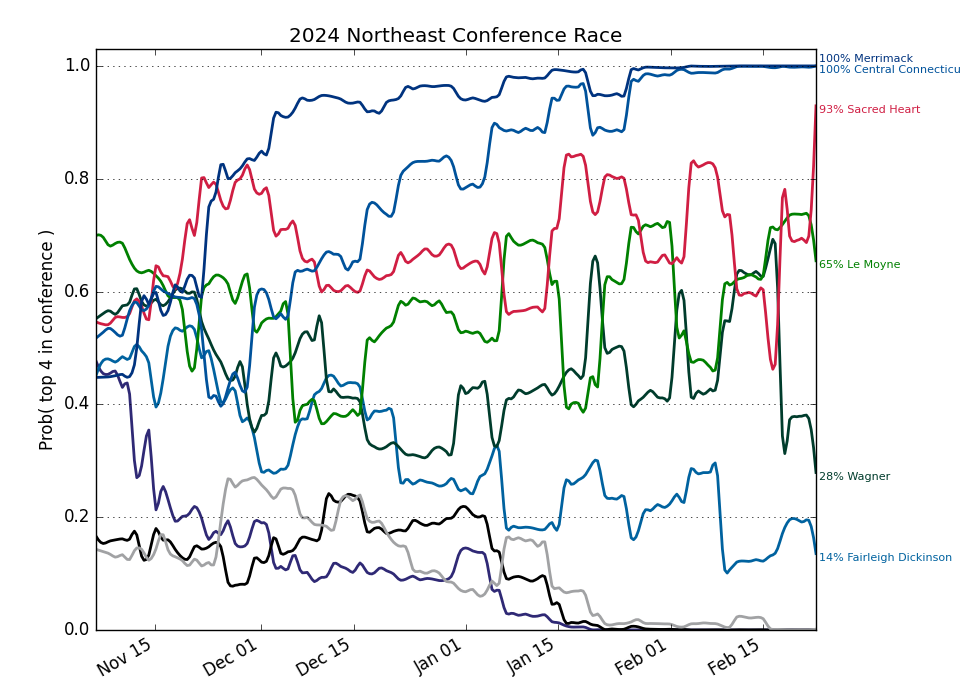 2024 Northeast Conference Race
Prob( top 4 in conference )
1.0
0.8
0.6
0.4
0.2
0.0
Nov 15
Dec 01
Dec 15
Jan 01
Jan 15
Feb 01
Feb 15
100% Merrimack
100% Central Connecticu
93% Sacred Heart
65% Le Moyne
28% Wagner
14% Fairleigh Dickinson